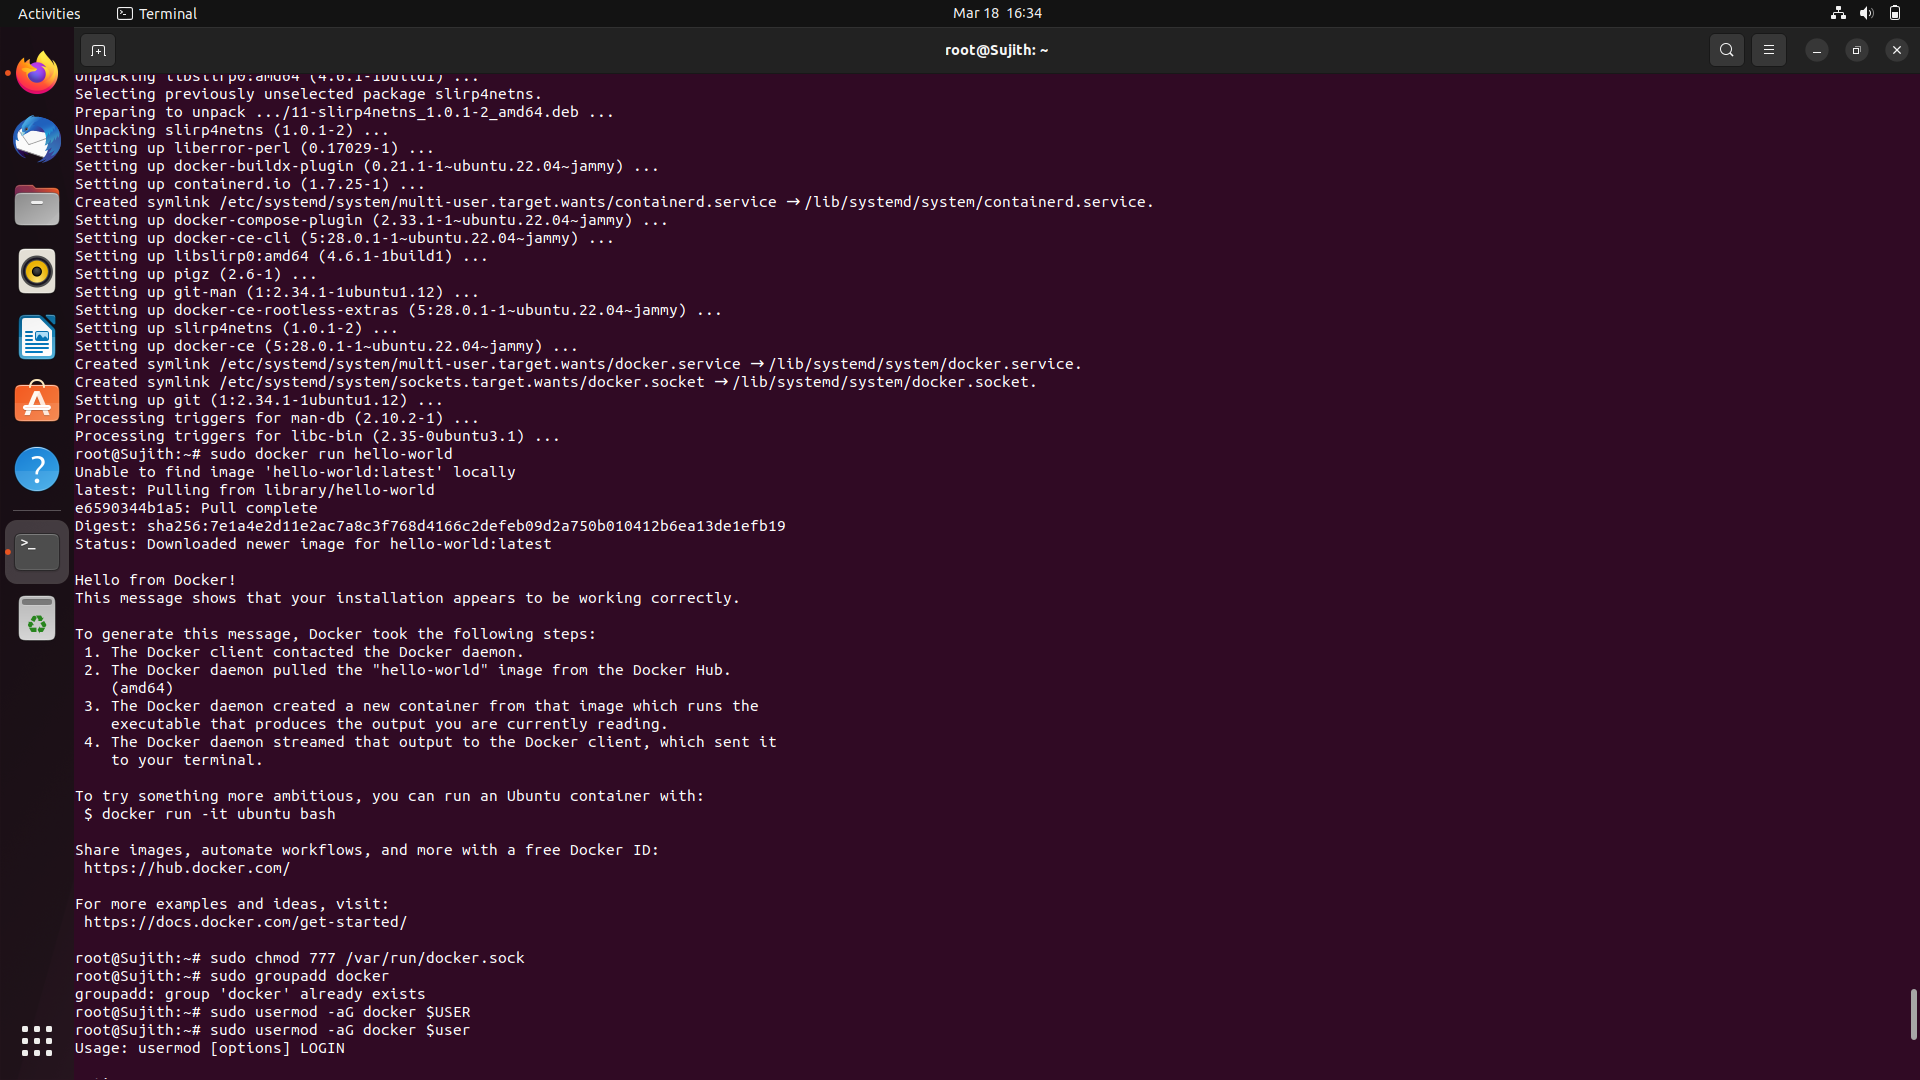 Activities
Terminal
Mar 18 16:34
root@Sujith: ~
Unpacking libslirp0:amd64 (4.6.1-1build1) ...
Selecting previously unselected package slirp4netns.
Preparing to unpack .../11-slirp4netns_1.0.1-2_amd64.deb ...
Unpacking slirp4netns (1.0.1-2) ...
Setting up liberror-perl (0.17029-1) ...
Setting up docker-buildx-plugin (0.21.1-1~ubuntu.22.04~jammy) ...
Setting up containerd.io (1.7.25-1) ...
Created symlink /etc/systemd/system/multi-user.target.wants/containerd.service → /lib/systemd/system/containerd.service.
Setting up docker-compose-plugin (2.33.1-1~ubuntu.22.04~jammy) ...
Setting up docker-ce-cli (5:28.0.1-1~ubuntu.22.04~jammy) ...
Setting up libslirp0:amd64 (4.6.1-1build1) ...
Setting up pigz (2.6-1) ...
Setting up git-man (1:2.34.1-1ubuntu1.12) ...
Setting up docker-ce-rootless-extras (5:28.0.1-1~ubuntu.22.04~jammy) ...
Setting up slirp4netns (1.0.1-2) ...
Setting up docker-ce (5:28.0.1-1~ubuntu.22.04~jammy) ...
Created symlink /etc/systemd/system/multi-user.target.wants/docker.service → /lib/systemd/system/docker.service.
Created symlink /etc/systemd/system/sockets.target.wants/docker.socket → /lib/systemd/system/docker.socket.
Setting up git (1:2.34.1-1ubuntu1.12) ...
Processing triggers for man-db (2.10.2-1) ...
Processing triggers for libc-bin (2.35-0ubuntu3.1) ...
root@Sujith:~# sudo docker run hello-world
Unable to find image 'hello-world:latest' locally
latest: Pulling from library/hello-world
e6590344b1a5: Pull complete
Digest: sha256:7e1a4e2d11e2ac7a8c3f768d4166c2defeb09d2a750b010412b6ea13de1efb19
Status: Downloaded newer image for hello-world:latest
Hello from Docker!
This message shows that your installation appears to be working correctly.
To generate this message, Docker took the following steps:
1. The Docker client contacted the Docker daemon.
2. The Docker daemon pulled the "hello-world" image from the Docker Hub.
(amd64)
3. The Docker daemon created a new container from that image which runs the
executable that produces the output you are currently reading.
4. The Docker daemon streamed that output to the Docker client, which sent it
to your terminal.
To try something more ambitious, you can run an Ubuntu container with:
$ docker run -it ubuntu bash
Share images, automate workflows, and more with a free Docker ID:
https://hub.docker.com/
For more examples and ideas, visit:
https://docs.docker.com/get-started/
root@Sujith:~# sudo chmod 777 /var/run/docker.sock
root@Sujith:~# sudo groupadd docker
groupadd: group 'docker' already exists
root@Sujith:~# sudo usermod -aG docker $USER
root@Sujith:~# sudo usermod -aG docker $user
Usage: usermod [options] LOGIN